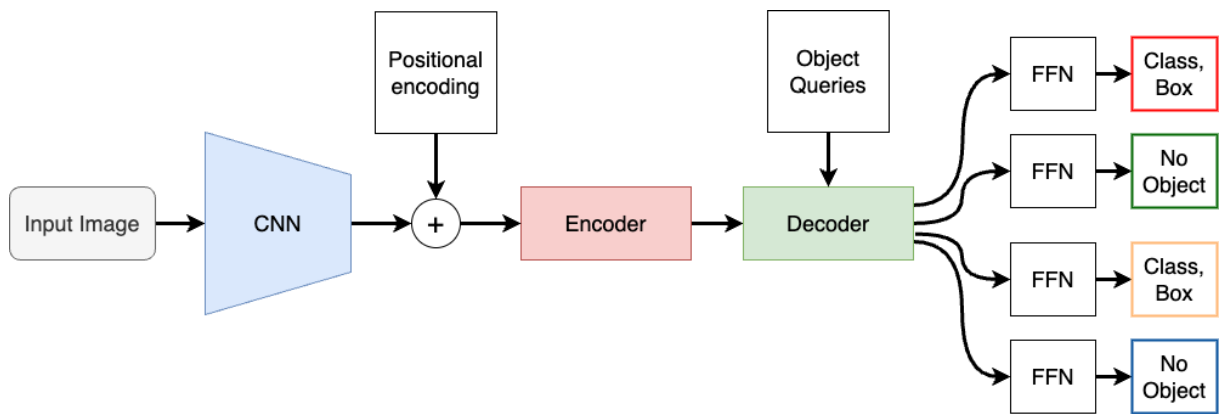 Positional
encoding
Object
Queries
Input Image
CNN
+
Encoder
Decoder
FFN
Class,
Box
FFN
No
Object
FFN
Class,
Box
FFN
No
Object